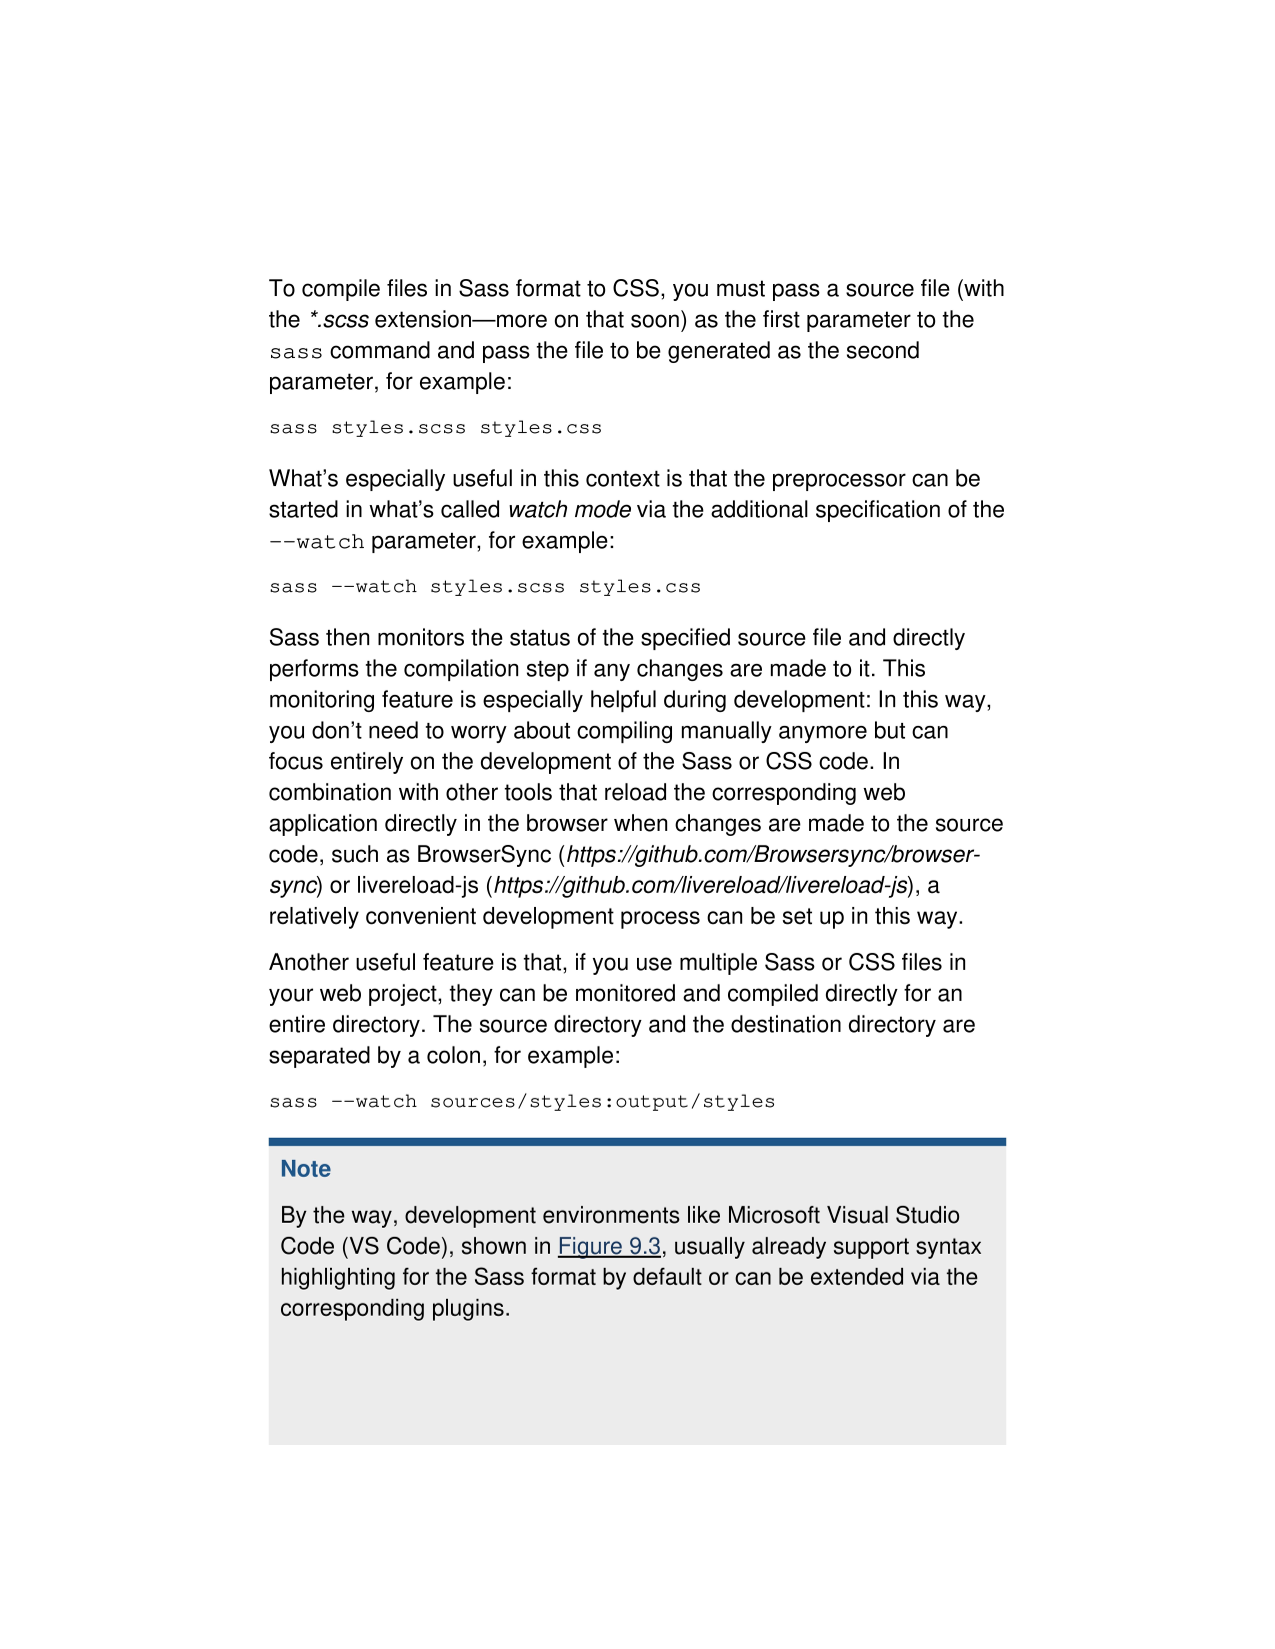 To compile files in Sass format to CSS, you must pass a source file (with
the *.scss extension—more on that soon) as the first parameter to the
sass command and pass the file to be generated as the second
parameter, for example:
sass styles.scss styles.css
What’s especially useful in this context is that the preprocessor can be
started in what’s called watch mode via the additional specification of the
--watch parameter, for example:
sass --watch styles.scss styles.css
Sass then monitors the status of the specified source file and directly
performs the compilation step if any changes are made to it. This
monitoring feature is especially helpful during development: In this way,
you don’t need to worry about compiling manually anymore but can
focus entirely on the development of the Sass or CSS code. In
combination with other tools that reload the corresponding web
application directly in the browser when changes are made to the source
code, such as BrowserSync (https://github.com/Browsersync/browser-
sync) or livereload-js (https://github.com/livereload/livereload-js), a
relatively convenient development process can be set up in this way.
Another useful feature is that, if you use multiple Sass or CSS files in
your web project, they can be monitored and compiled directly for an
entire directory. The source directory and the destination directory are
separated by a colon, for example:
sass --watch sources/styles:output/styles
Note
By the way, development environments like Microsoft Visual Studio
Code (VS Code), shown in Figure 9.3, usually already support syntax
highlighting for the Sass format by default or can be extended via the
corresponding plugins.